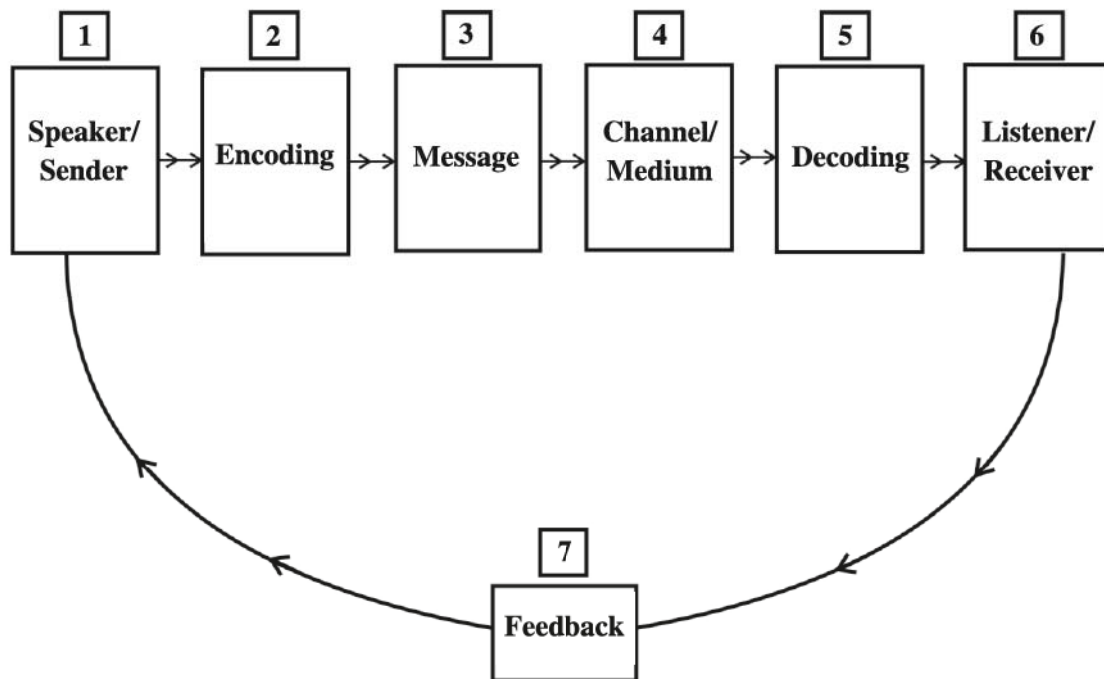 1
2
3
4
5
6
Speaker/
Sender
Encoding
Message
Channel/
Medium
Decoding
Listener/
Receiver
7
Feedback